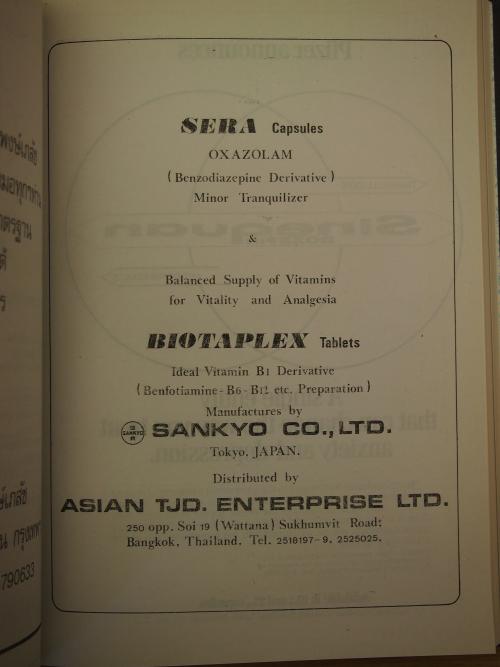 SERA Capsules
OXAZOLAM
(Benzodiazepine Derivative)
Minor Tranquilizer
&
Balanced Supply of Vitamins
for Vitality and Analgesia
BIOTAPLEX Tablets
Ideal Vitamin B1 Derivative
(Benfotiamine-B6-B12 etc. Preparation)
Manufactures by
SANKYO SANKYO CO., LTD.
Tokyo, JAPAN.
Distributed by
ASIAN TJD. ENTERPRISE LTD.
250 opp. Soi 19 (Wattana) Sukhumvit Road;
Bangkok, Thailand. Tel. 2518197-9, 2525025.
790633